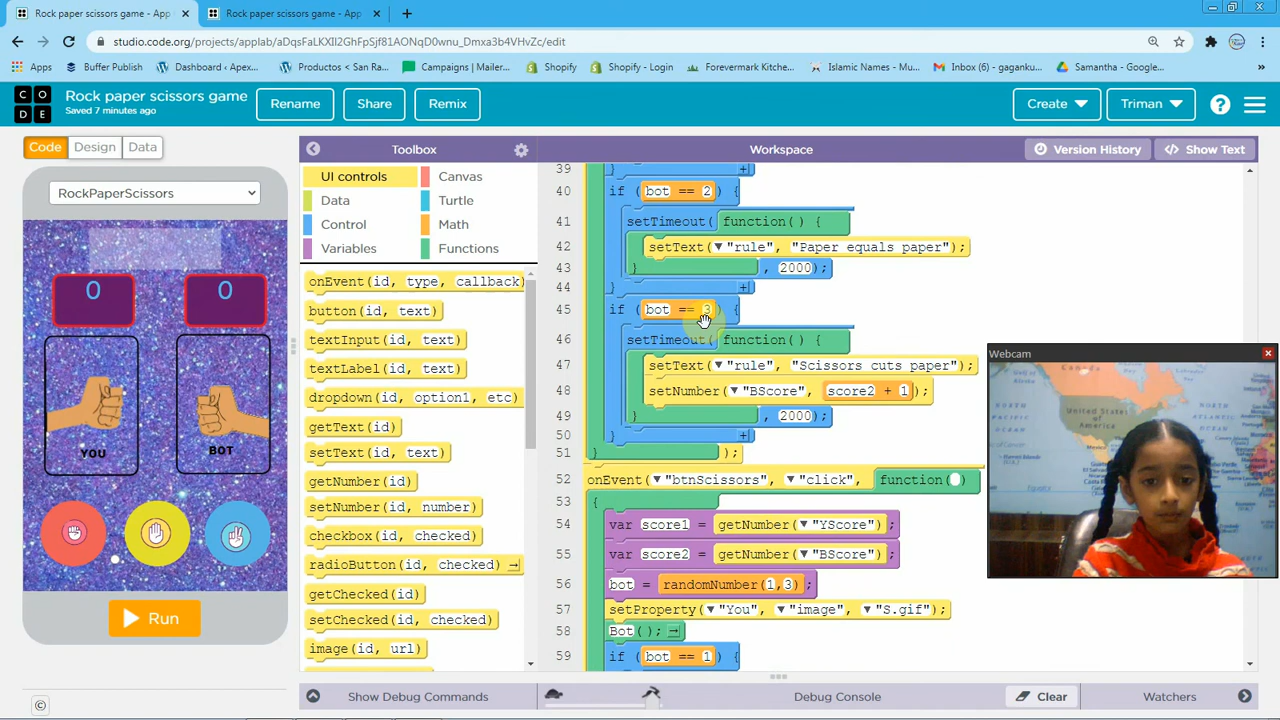 Rock paper scissors game - App
Rock paper scissors game - App
studio.code.org/projects/applab/aDqsFaLKXIl2GhFpSjf81AONqD0wnu_Dmxa3b4VHvZc/edit
Apps
Buffer Publish
Dashboard ‹ Apex...
Productos < San Ra...
Campaigns | Mailer...
Shopify
Shopify - Login
Forevermark Kitche...
Islamic Names - Mu...
Inbox (6) - gaganku...
Samantha - Google...
»
C O
D E
Rock paper scissors game
Saved 7 minutes ago
Rename
Share
Remix
Create
Triman
?
Code
Design
Data
Toolbox
Workspace
Version History
</> Show Text
RockPaperScissors
0
0
YOU
BOT
Run
©
UI controls
Canvas
Data
Turtle
Control
Math
Variables
Functions
onEvent(id, type, callback)
button(id, text)
textInput(id, text)
textLabel(id, text)
dropdown(id, option1, etc)
getText(id)
setText(id, text)
getNumber(id)
setNumber(id, number)
checkbox(id, checked)
radioButton(id, checked)
getChecked(id)
setChecked(id, checked)
image(id, url)
39 }
40 if (bot == 2) {
41 setTimeout(function() {
42 setText("rule", "Paper equals paper");
43 }, 2000);
44 }
45 if (bot == 3) {
46 setTimeout(function() {
47 setText("rule", "Scissors cuts paper");
48 setNumber("BScore", score2 + 1);
49 }, 2000);
50 }
51 });
52 onEvent("btnScissors", "click", function( )
{
54 var score1 = getNumber("YScore");
55 var score2 = getNumber("BScore");
56 bot = randomNumber(1,3);
57 setProperty("You", "image", "S.gif");
58 Bot();
59 if (bot == 1) {
Webcam
CANADA
United States
of America
Show Debug Commands
Debug Console
Clear
Watchers